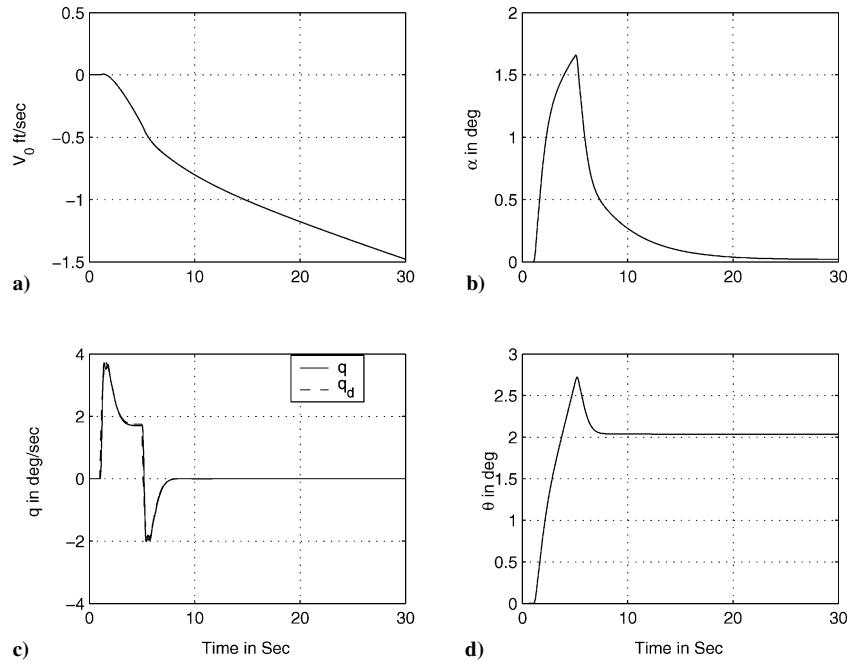 0.5
0
−0.5
−1
−1.5
V0 ft/sec
0 10 20 30
a)
2
1.5
1
0.5
0
α in deg
0 10 20 30
b)
4
2
0
−2
−4
q in deg/sec
q
qd
0 10 20 30
Time in Sec
c)
3
2.5
2
1.5
1
0.5
0
θ in deg
0 10 20 30
Time in Sec
d)